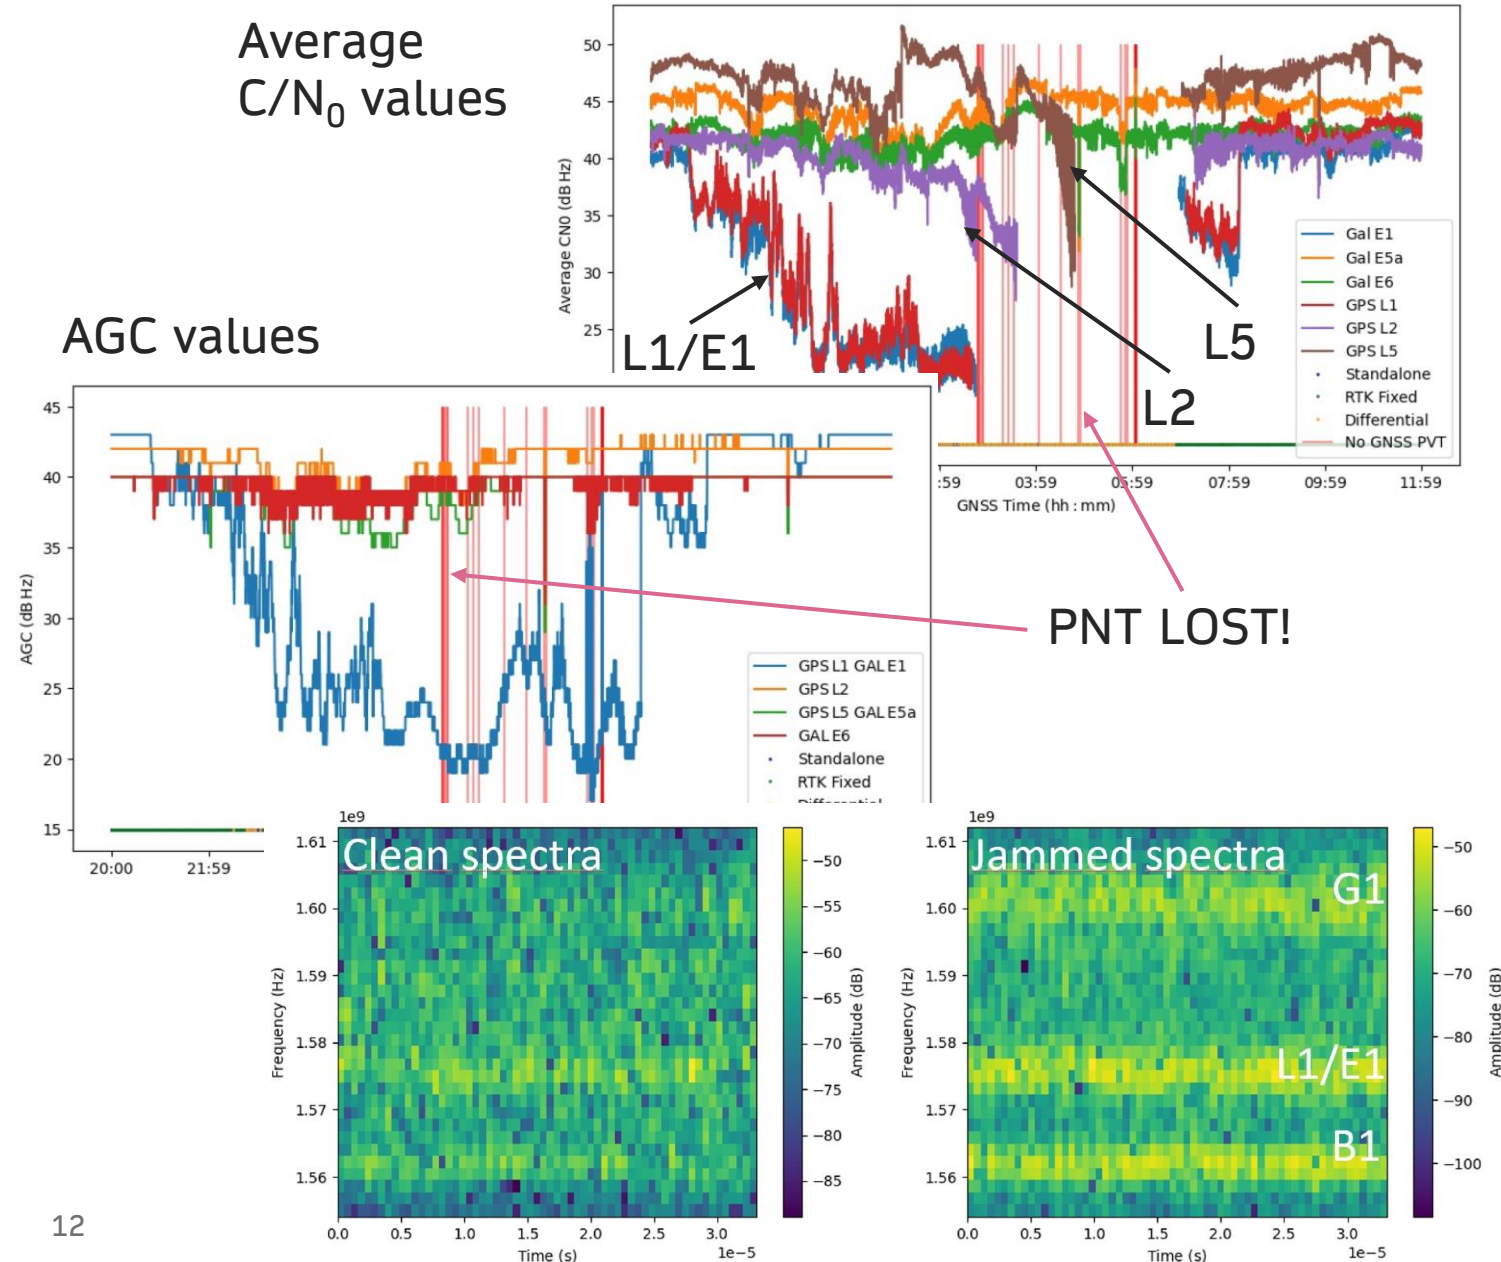 Average
C/N0 values
50
45
40
35
30
25
Average CN0 (dB Hz)
L1/E1
L2
L5
Gal E1
Gal E5a
Gal E6
GPS L1
GPS L2
GPS L5
Standalone
RTK Fixed
Differential
No GNSS PVT
:59
03:59
07:59
09:59
11:59
GNSS Time (hh : mm)
AGC values
45
40
35
30
25
20
15
AGC (dB Hz)
20:00
21:59
GPS L1 GAL E1
GPS L2
GPS L5 GAL E5a
GAL E6
Standalone
RTK Fixed
PNT LOST!
1e9
Clean spectra
1.61
1.60
1.59
1.58
1.57
1.56
Frequency (Hz)
0.0
0.5
1.0
1.5
2.0
2.5
3.0
1e−5
Time (s)
−50
−55
−60
−65
−70
−75
−80
−85
Amplitude (dB)
1e9
Jammed spectra
G1
L1/E1
B1
1.61
1.60
1.59
1.58
1.57
1.56
Frequency (Hz)
0.0
0.5
1.0
1.5
2.0
2.5
3.0
1e−5
Time (s)
−50
−60
−70
−80
−90
−100
Amplitude (dB)
12